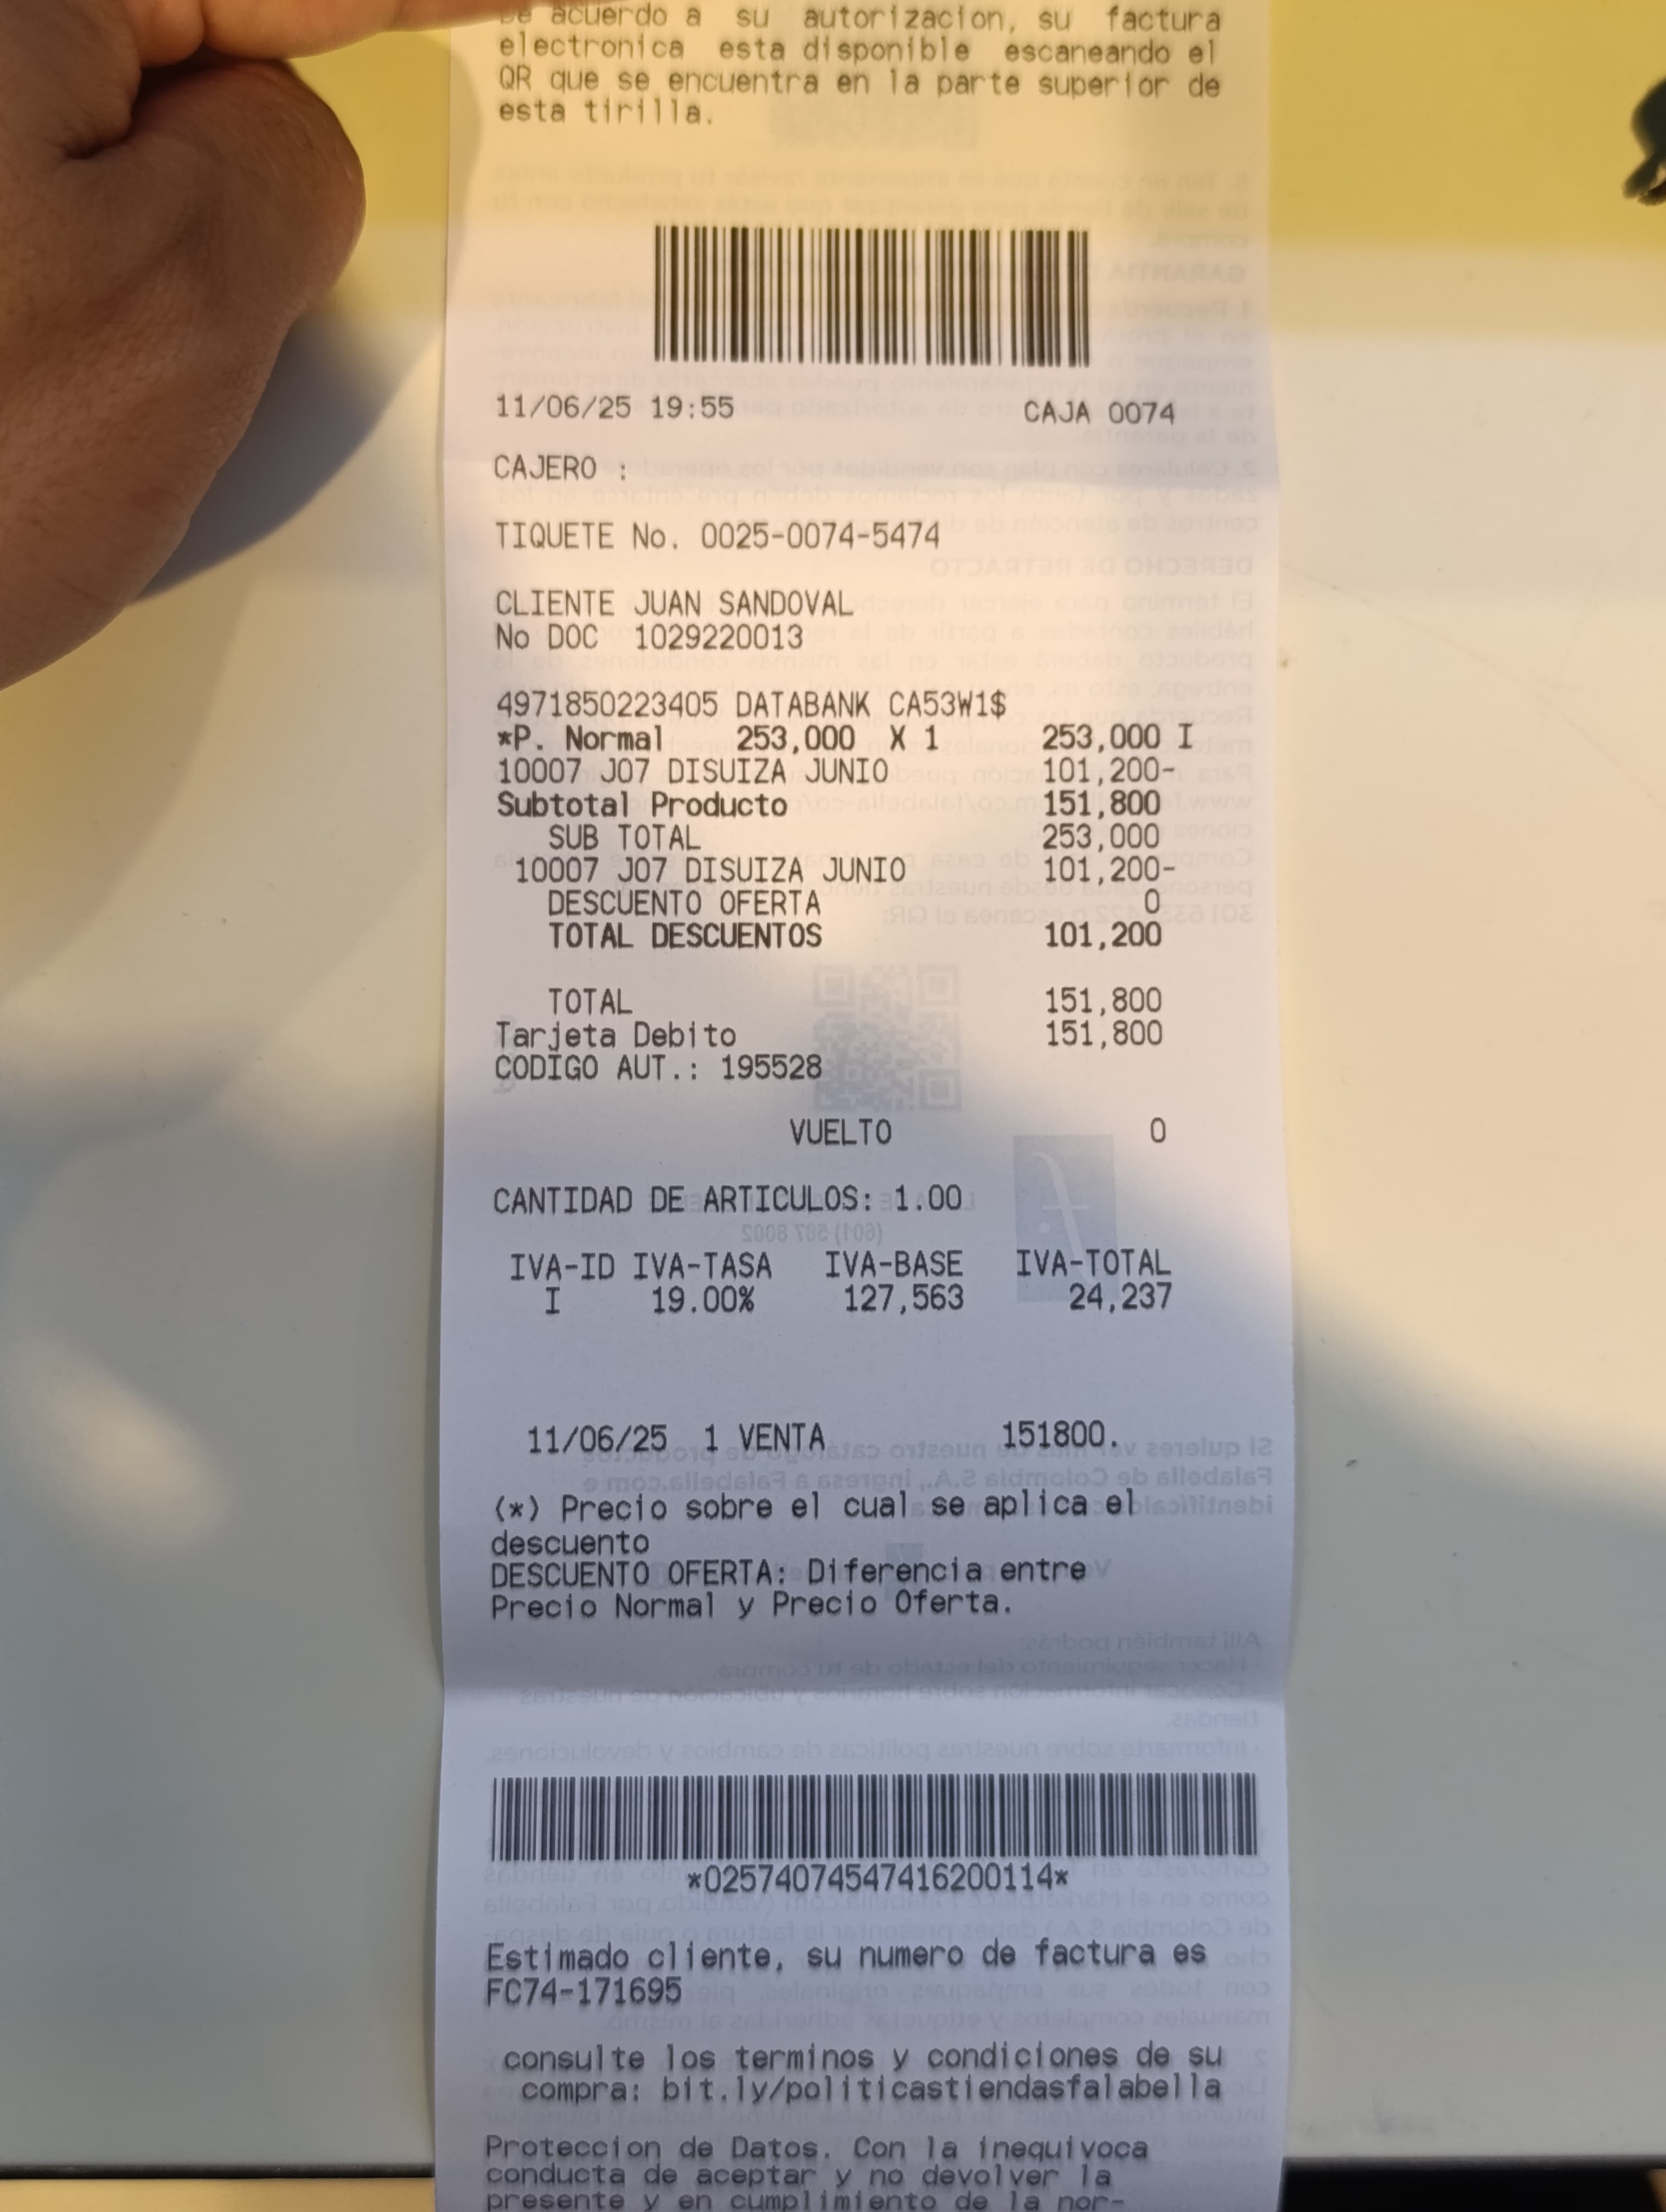 De acuerdo a su autorizacion, su factura
electronica esta disponible escaneando el
QR que se encuentra en la parte superior de
esta tirilla.
11/06/25 19:55 CAJA 0074
CAJERO :
TIQUETE No. 0025-0074-5474
CLIENTE JUAN SANDOVAL
No DOC 1029220013
4971850223405 DATABANK CA53W1$
*P. Normal 253,000 X 1 253,000 I
10007 J07 DISUIZA JUNIO 101,200-
Subtotal Producto 151,800
SUB TOTAL 253,000
10007 J07 DISUIZA JUNIO 101,200-
DESCUENTO OFERTA 0
TOTAL DESCUENTOS 101,200
TOTAL 151,800
Tarjeta Debito 151,800
CODIGO AUT.: 195528
VUELTO 0
CANTIDAD DE ARTICULOS: 1.00
IVA-ID IVA-TASA IVA-BASE IVA-TOTAL
I 19.00% 127,563 24,237
11/06/25 1 VENTA 151800.
(*) Precio sobre el cual se aplica el
descuento
DESCUENTO OFERTA: Diferencia entre
Precio Normal y Precio Oferta.
*02574074547416200114*
Estimado cliente, su numero de factura es
FC74-171695
consulte los terminos y condiciones de su
compra: bit.ly/politicastiendasfalabella
Proteccion de Datos. Con la inequivoca
conducta de aceptar y no devolver la
presente y en cumplimiento de la nor-